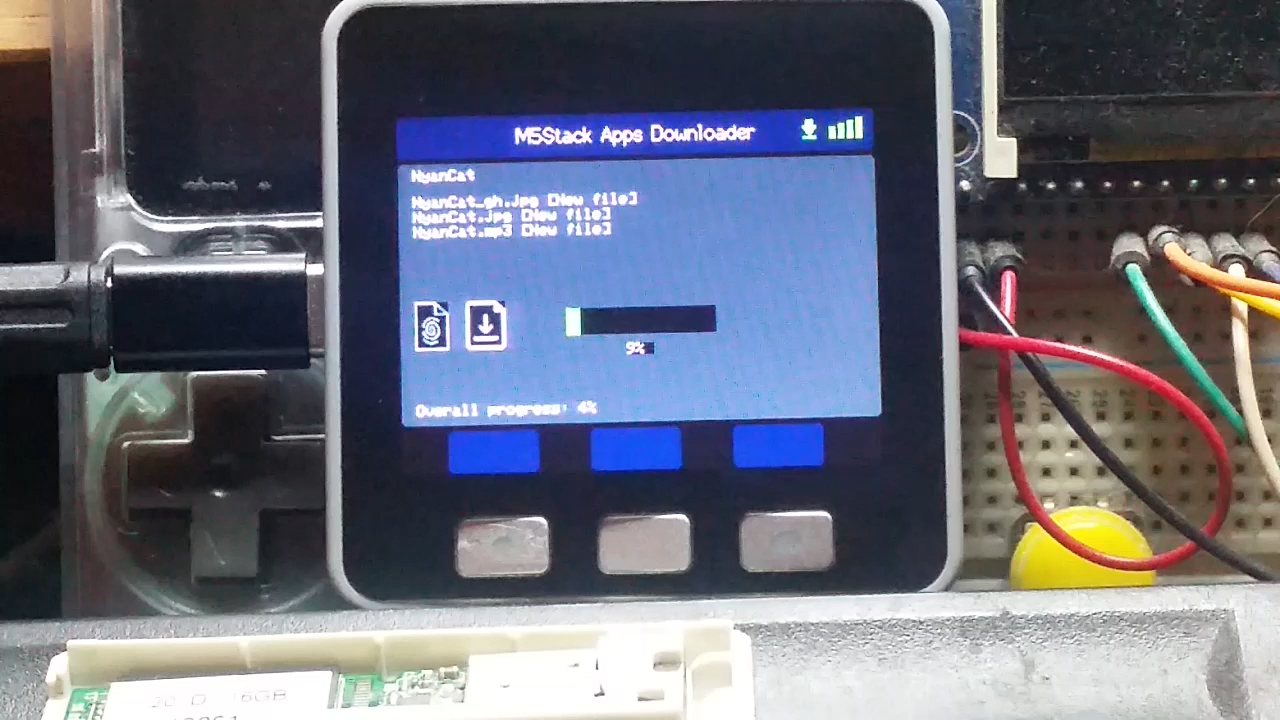 M5Stack Apps Downloader
NyanCat
NyanCat_gh.jpg [New file]
NyanCat.jpg [New file]
NyanCat.mp3 [New file]
9%
Overall progress: 4%